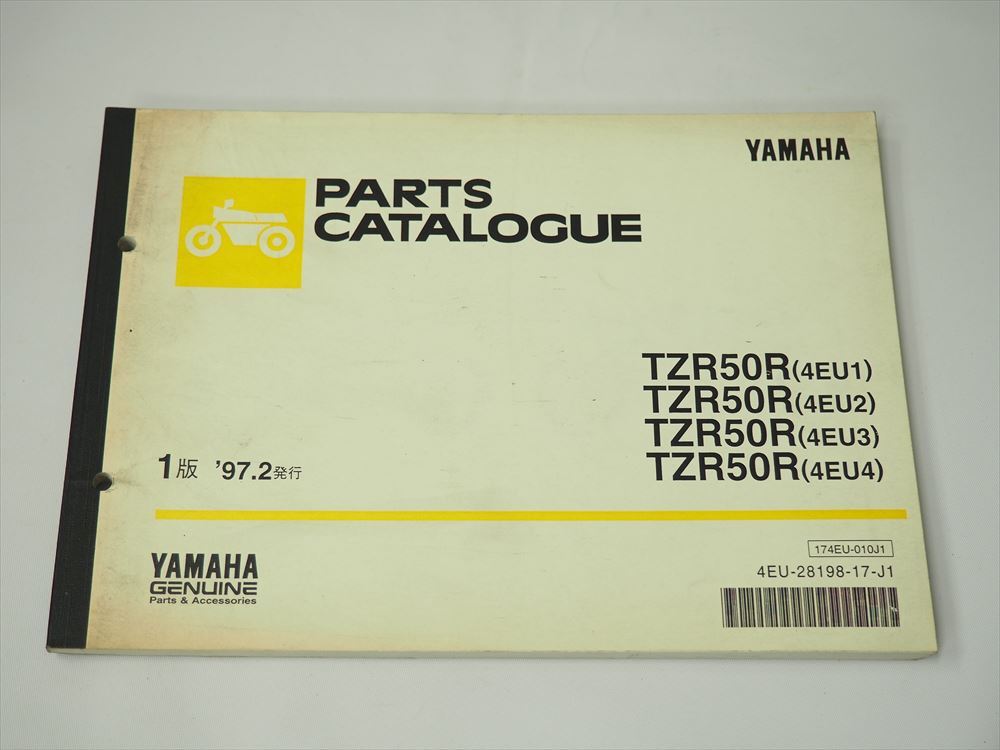 YAMAHA
PARTS
CATALOGUE
TZR50R(4EU1)
TZR50R(4EU2)
TZR50R(4EU3)
TZR50R(4EU4)
1版 '97.2発行
174EU-010J1
4EU-28198-17-J1
YAMAHA
GENUINE
Parts & Accessories